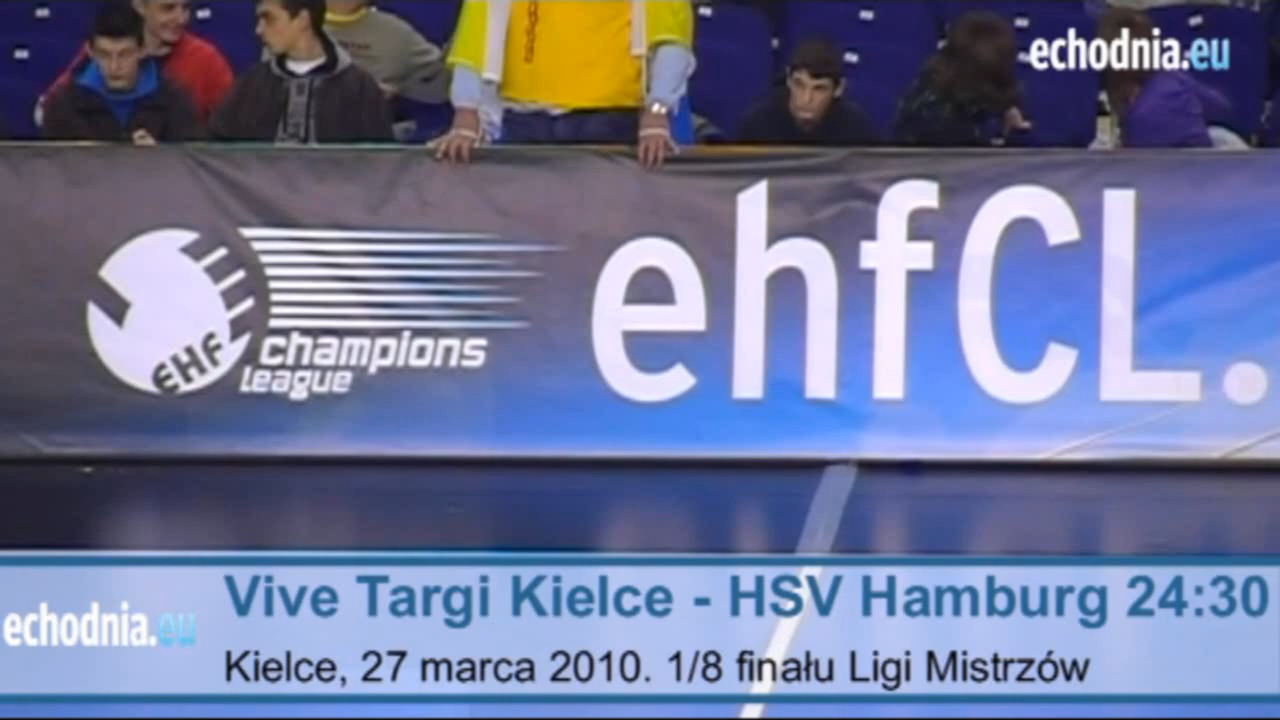 echodnia.eu
ehfCL.
EHF
champions
league
Vive Targi Kielce - HSV Hamburg 24:30
echodnia.eu
Kielce, 27 marca 2010. 1/8 finału Ligi Mistrzów